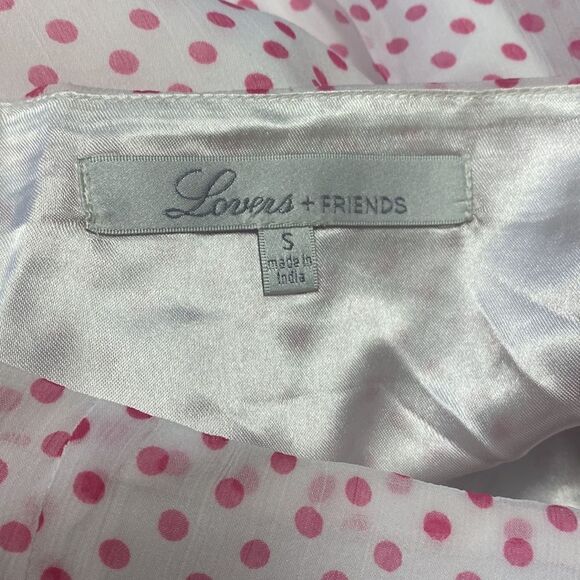 Lovers + FRIENDS
S
made in
India